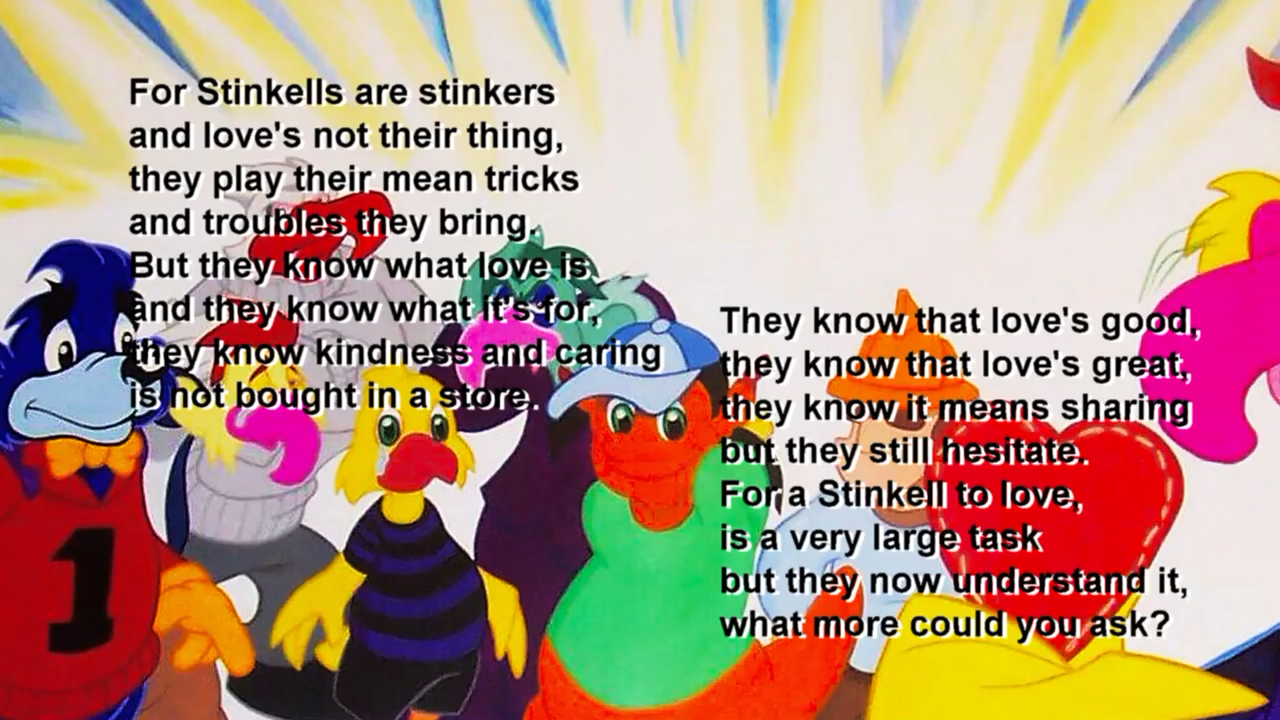 For Stinkells are stinkers
and love's not their thing,
they play their mean tricks
and troubles they bring.
But they know what love is,
and they know what it's for,
they know kindness and caring
is not bought in a store.
They know that love's good,
they know that love's great,
they know it means sharing
but they still hesitate.
For a Stinkell to love,
is a very large task
but they now understand it,
what more could you ask?
1